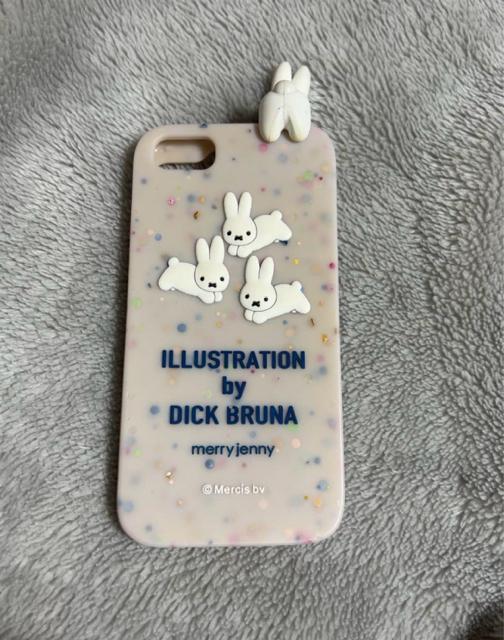 ILLUSTRATION
by
DICK BRUNA
merryjenny
© Mercis bv